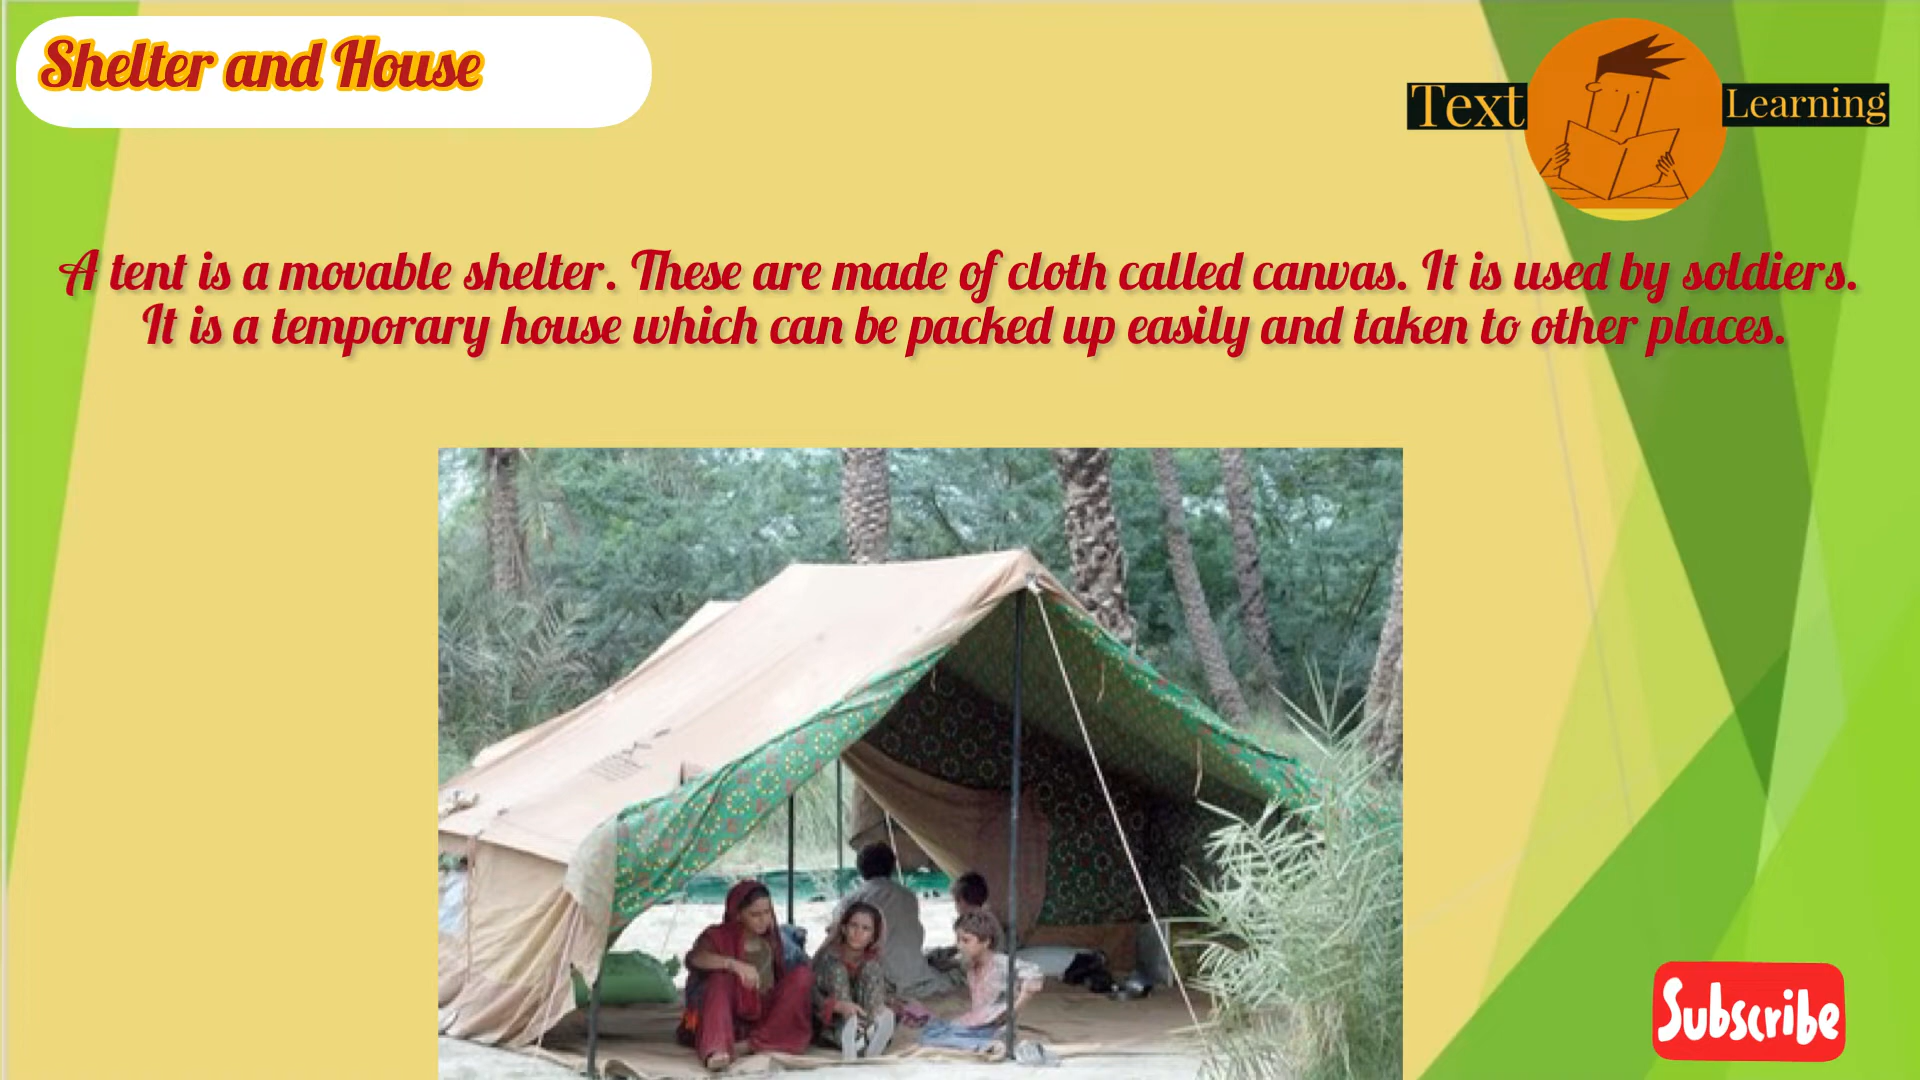 Shelter and House
Text Learning
A tent is a movable shelter. These are made of cloth called canvas. It is used by soldiers.
It is a temporary house which can be packed up easily and taken to other places.
Subscribe